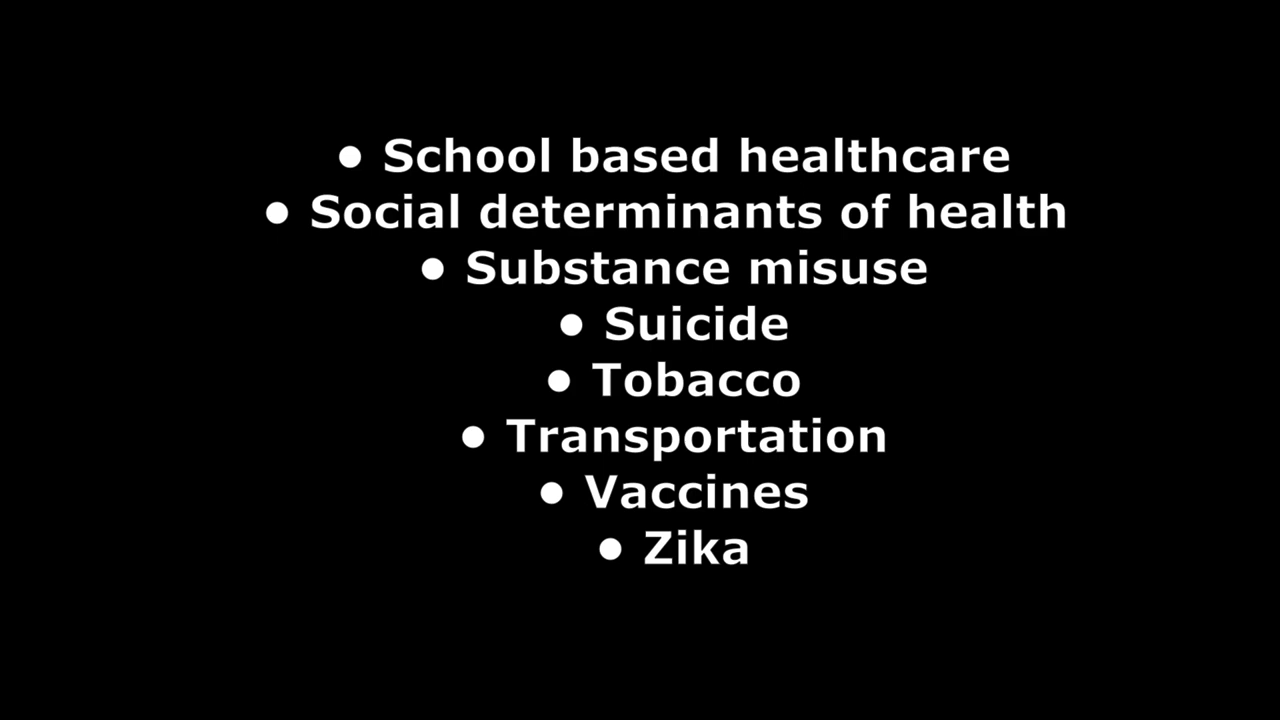 ● School based healthcare
● Social determinants of health
● Substance misuse
● Suicide
● Tobacco
● Transportation
● Vaccines
● Zika